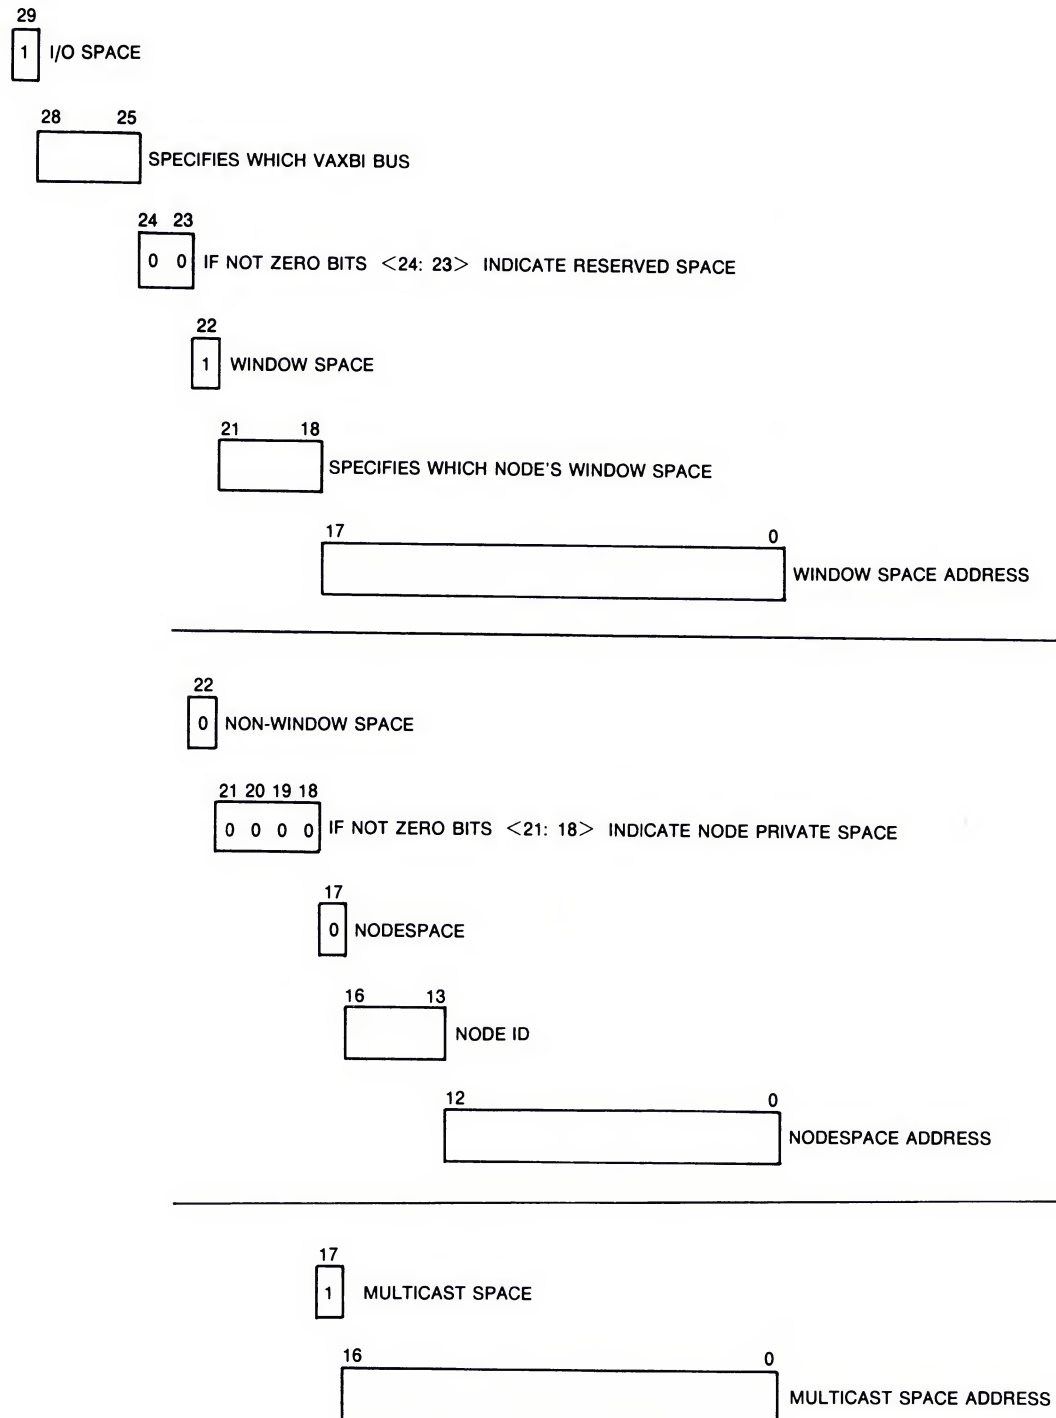 29
1 I/O SPACE
28 25
SPECIFIES WHICH VAXBI BUS
24 23
0 0 IF NOT ZERO BITS <24: 23> INDICATE RESERVED SPACE
22
1 WINDOW SPACE
21 18
SPECIFIES WHICH NODE'S WINDOW SPACE
17 0
WINDOW SPACE ADDRESS
22
0 NON-WINDOW SPACE
21 20 19 18
0 0 0 0 IF NOT ZERO BITS <21: 18> INDICATE NODE PRIVATE SPACE
17
0 NODESPACE
16 13
NODE ID
12 0
NODESPACE ADDRESS
17
1 MULTICAST SPACE
16 0
MULTICAST SPACE ADDRESS